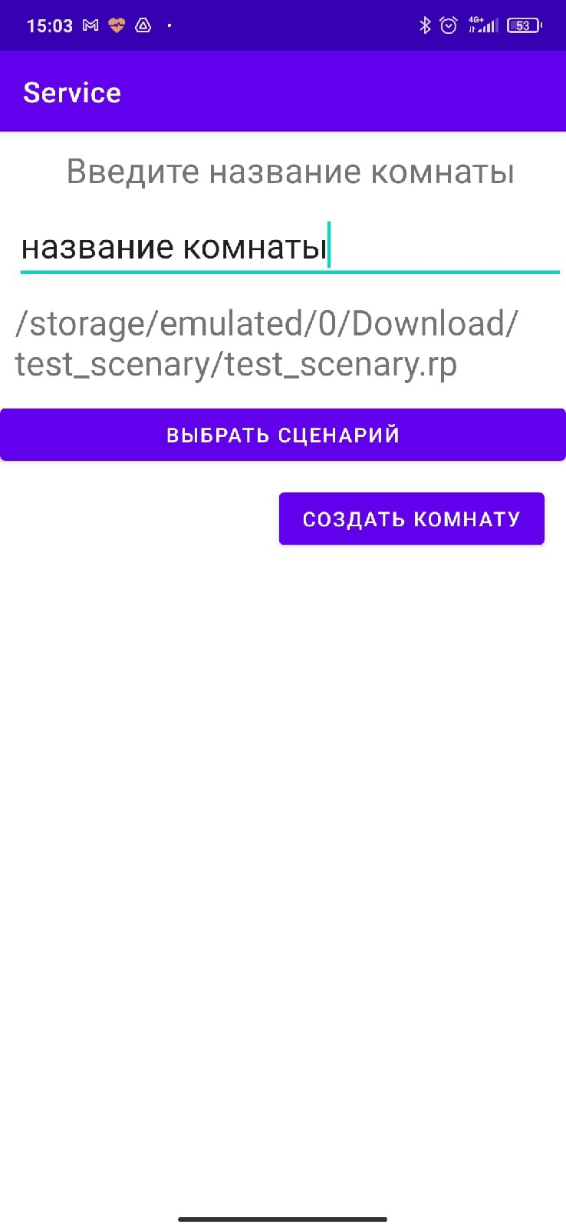 15:03 4G+ 53
Service
Введите название комнаты
название комнаты
/storage/emulated/0/Download/
test_scenary/test_scenary.rp
ВЫБРАТЬ СЦЕНАРИЙ
СОЗДАТЬ КОМНАТУ